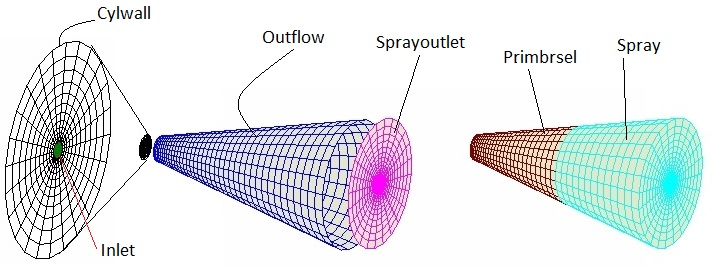 Cylwall
Outflow
Sprayoutlet
Primbrsel
Spray
Inlet